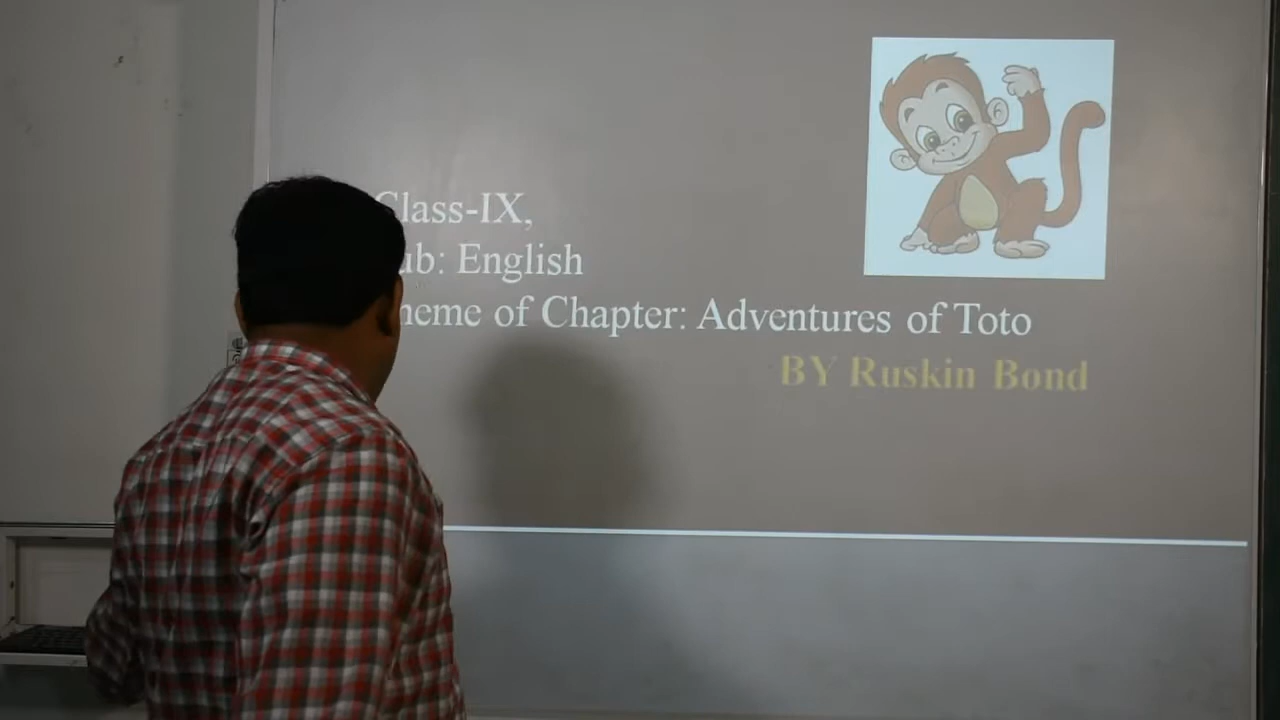 Class-IX,
ub: English
heme of Chapter: Adventures of Toto
BY Ruskin Bond